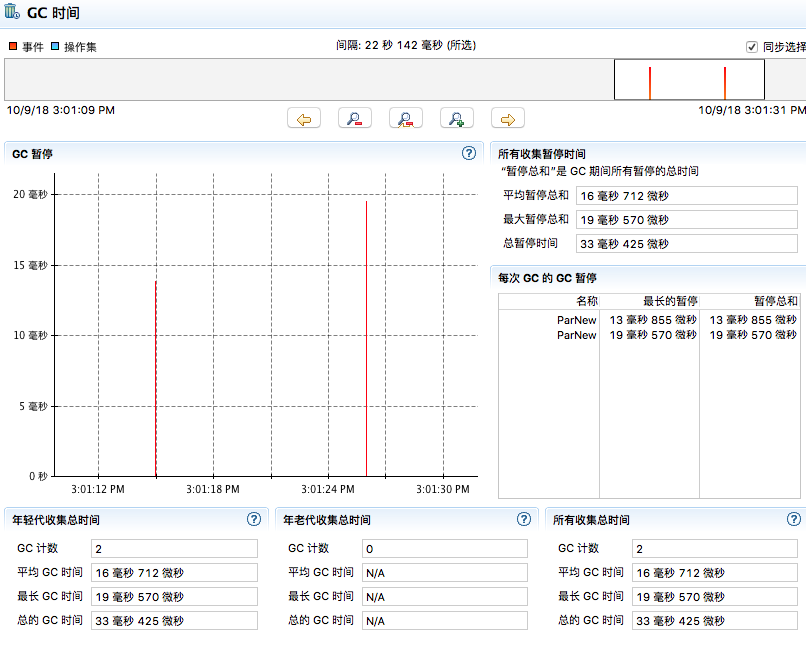 GC 时间
事件 操作集 间隔: 22 秒 142 毫秒 (所选) 同步选择
10/9/18 3:01:09 PM 10/9/18 3:01:31 PM
GC 暂停
20 毫秒
15 毫秒
10 毫秒
5 毫秒
0 秒
3:01:12 PM 3:01:18 PM 3:01:24 PM 3:01:30 PM
所有收集暂停时间
“暂停总和”是 GC 期间所有暂停的总时间
平均暂停总和 16 毫秒 712 微秒
最大暂停总和 19 毫秒 570 微秒
总暂停时间 33 毫秒 425 微秒
每次 GC 的 GC 暂停
名称 最长的暂停 暂停总和
ParNew 13 毫秒 855 微秒 13 毫秒 855 微秒
ParNew 19 毫秒 570 微秒 19 毫秒 570 微秒
年轻代收集总时间
GC 计数 2
平均 GC 时间 16 毫秒 712 微秒
最长 GC 时间 19 毫秒 570 微秒
总的 GC 时间 33 毫秒 425 微秒
年老代收集总时间
GC 计数 0
平均 GC 时间 N/A
最长 GC 时间 N/A
总的 GC 时间 N/A
所有收集总时间
GC 计数 2
平均 GC 时间 16 毫秒 712 微秒
最长 GC 时间 19 毫秒 570 微秒
总的 GC 时间 33 毫秒 425 微秒